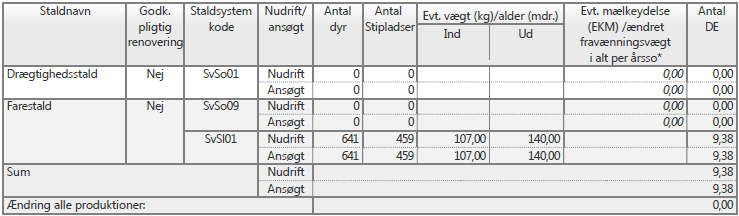 Staldnavn Godk. pligtig renovering Staldsystem kode Nudrift/ ansøgt Antal dyr Antal Stipladser Evt. vægt (kg)/alder (mdr.) Ind Ud Evt. mælkeydelse (EKM) /ændret fravænningsvægt i alt per årsso* Antal DE
Drægtighedsstald Nej SvSo01 Nudrift 0 0 0,00 0,00
Ansøgt 0 0 0,00 0,00
Farestald Nej SvSo09 Nudrift 0 0 0,00 0,00
Ansøgt 0 0 0,00 0,00
SvSl01 Nudrift 641 459 107,00 140,00 9,38
Ansøgt 641 459 107,00 140,00 9,38
Sum Nudrift 9,38
Ansøgt 9,38
Ændring alle produktioner: 0,00